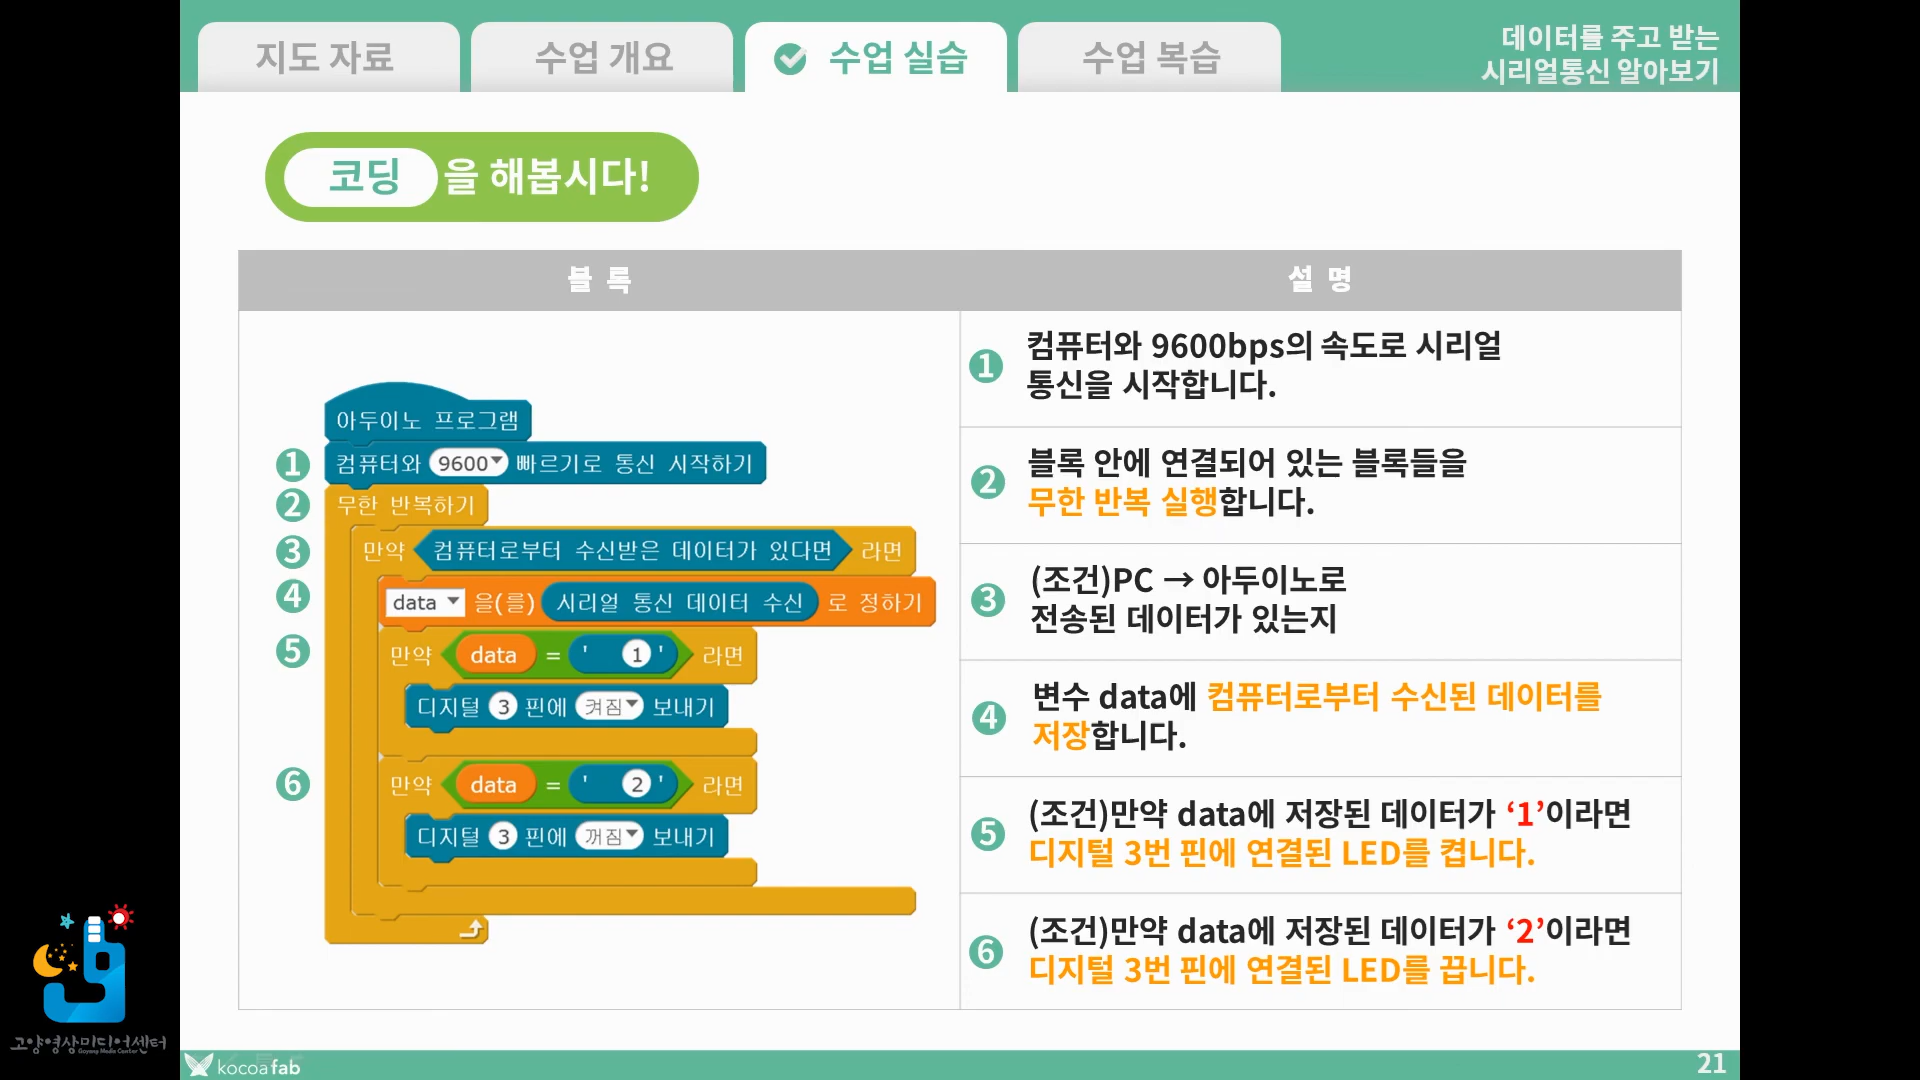 지도 자료
수업 개요
수업 실습
수업 복습
데이터를 주고 받는
시리얼통신 알아보기
코딩을 해봅시다!
블 록
설 명
아두이노 프로그램
1 컴퓨터와 9600 빠르기로 통신 시작하기
2 무한 반복하기
3 만약 컴퓨터로부터 수신받은 데이터가 있다면 라면
4 data 을(를) 시리얼 통신 데이터 수신 로 정하기
5 만약 data = ' 1 ' 라면
디지털 3 핀에 켜짐 보내기
6 만약 data = ' 2 ' 라면
디지털 3 핀에 꺼짐 보내기
1 컴퓨터와 9600bps의 속도로 시리얼
통신을 시작합니다.
2 블록 안에 연결되어 있는 블록들을
무한 반복 실행합니다.
3 (조건)PC → 아두이노로
전송된 데이터가 있는지
4 변수 data에 컴퓨터로부터 수신된 데이터를
저장합니다.
5 (조건)만약 data에 저장된 데이터가 ‘1’이라면
디지털 3번 핀에 연결된 LED를 켭니다.
6 (조건)만약 data에 저장된 데이터가 ‘2’이라면
디지털 3번 핀에 연결된 LED를 끕니다.
고양영상미디어센터
Goyang Media Center
kocoafab
21